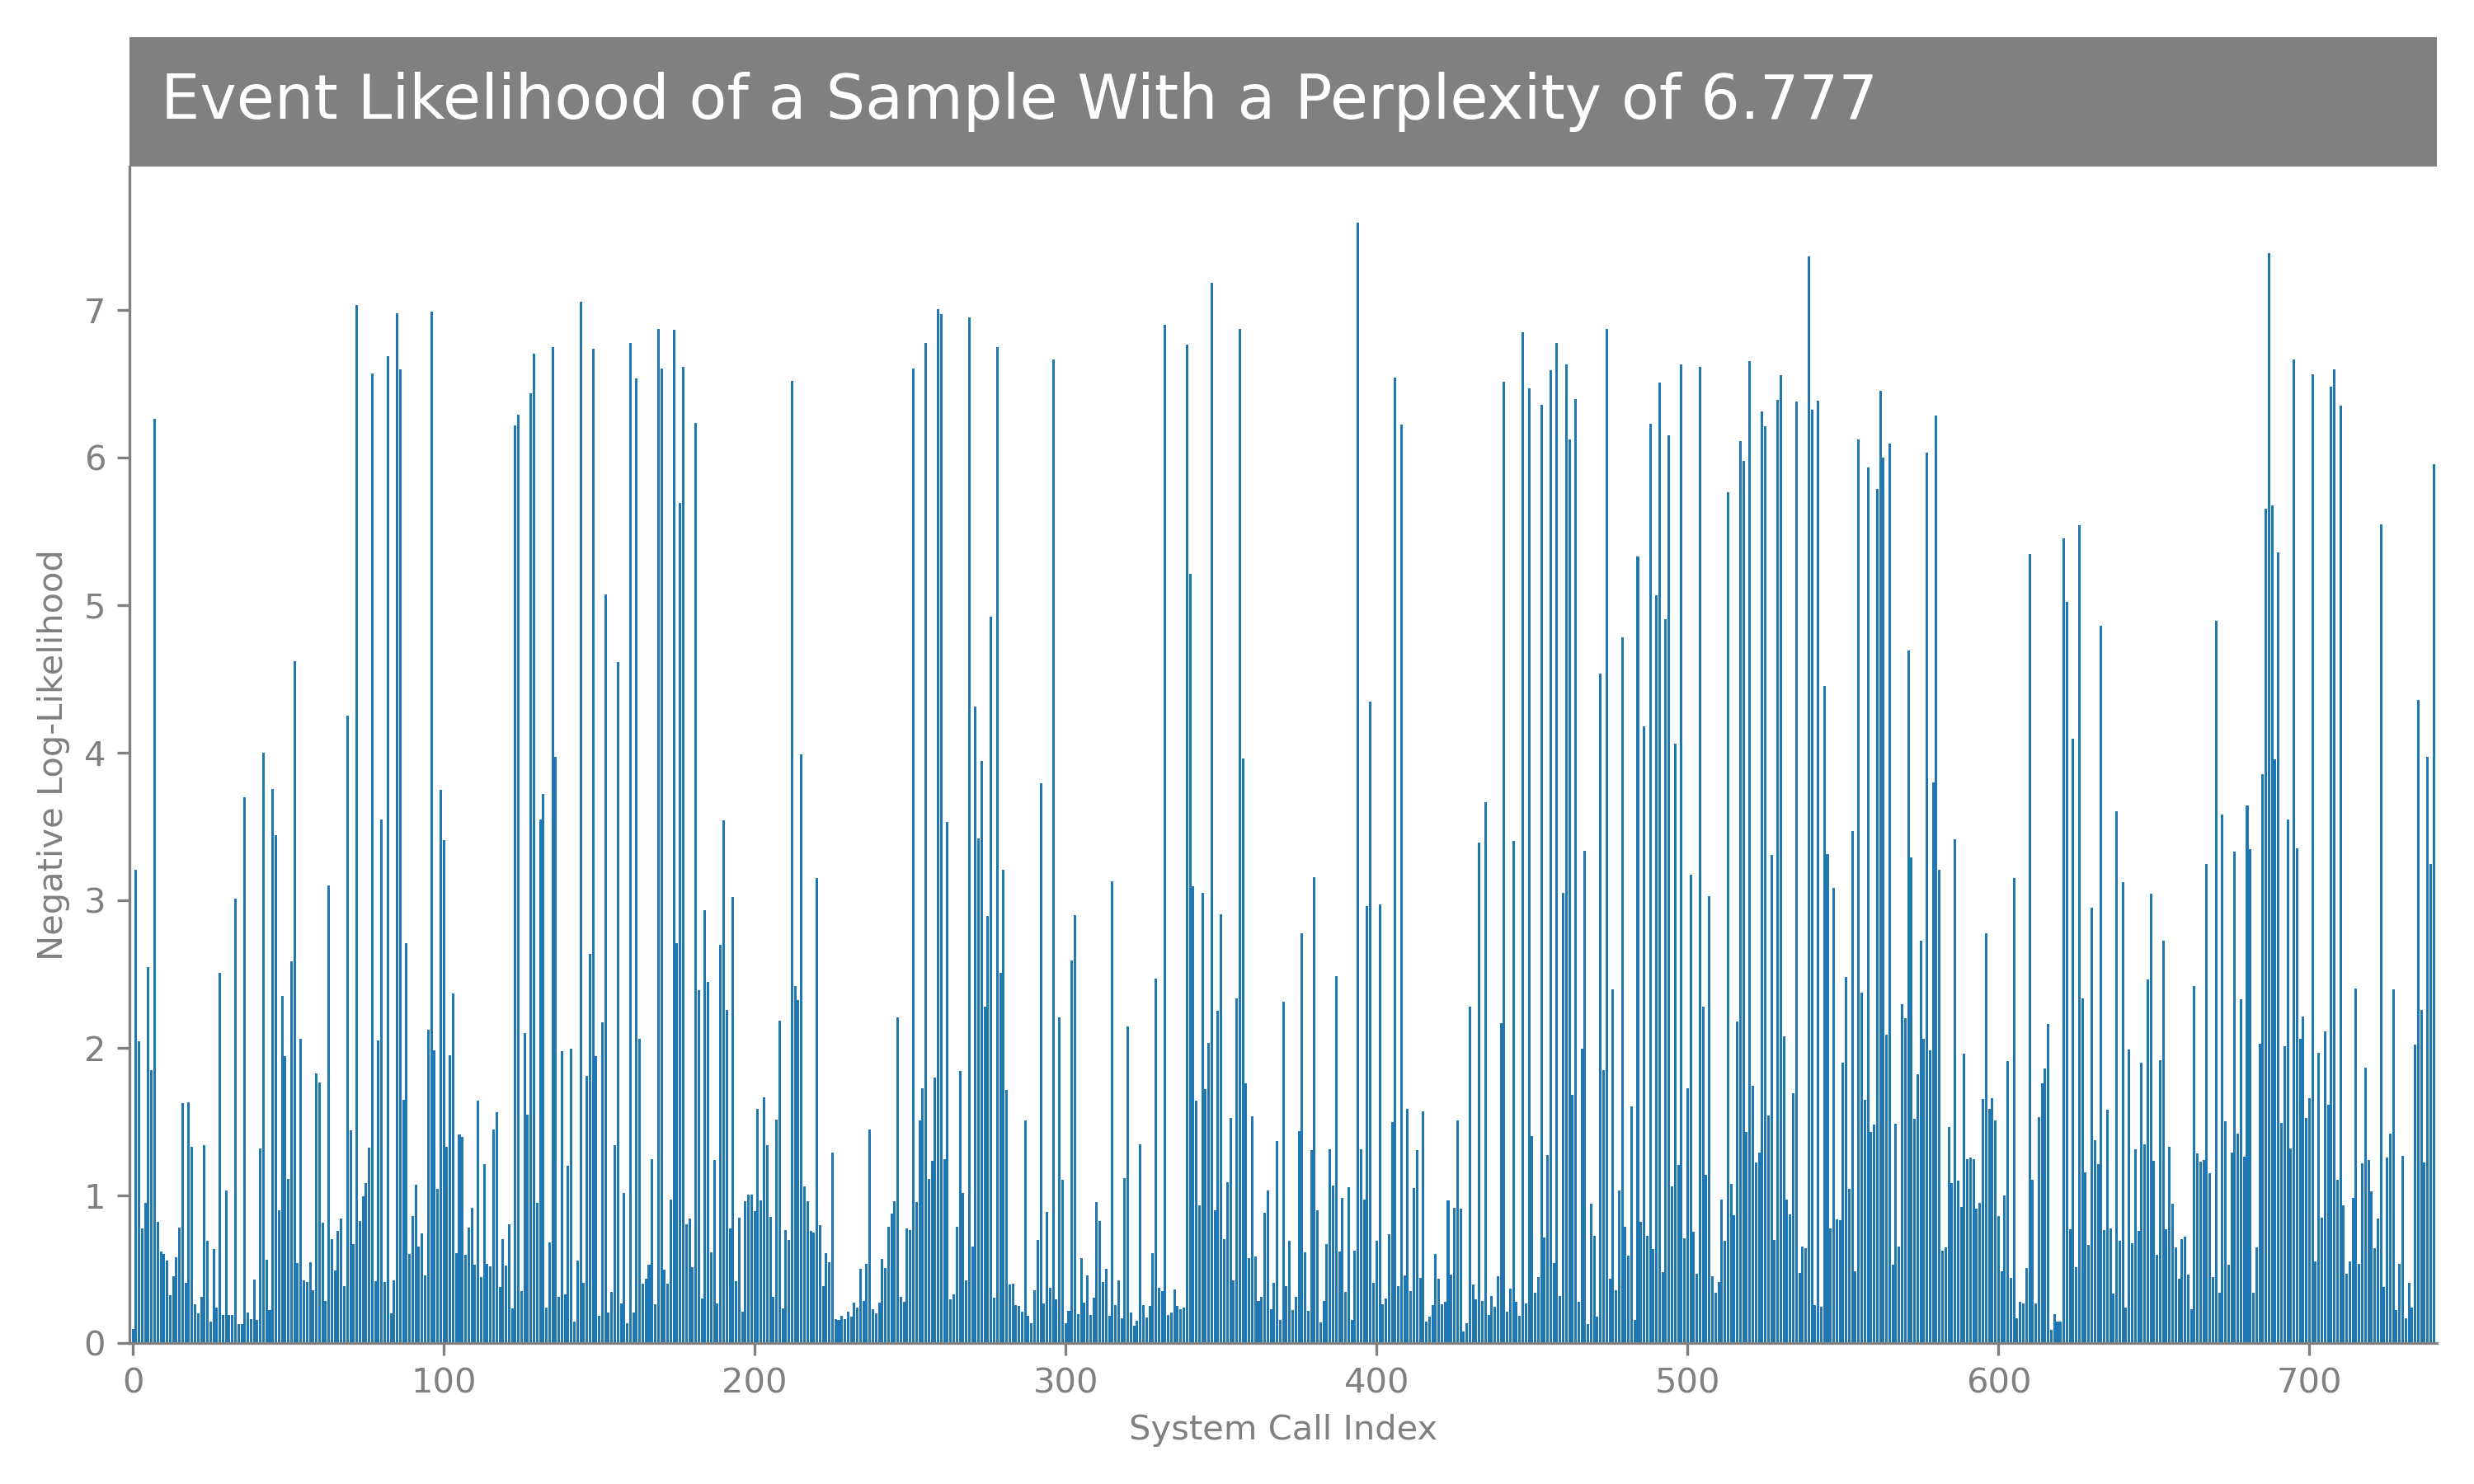 Event Likelihood of a Sample With a Perplexity of 6.777
Negative Log-Likelihood
7
6
5
4
3
2
1
0
0 100 200 300 400 500 600 700
System Call Index